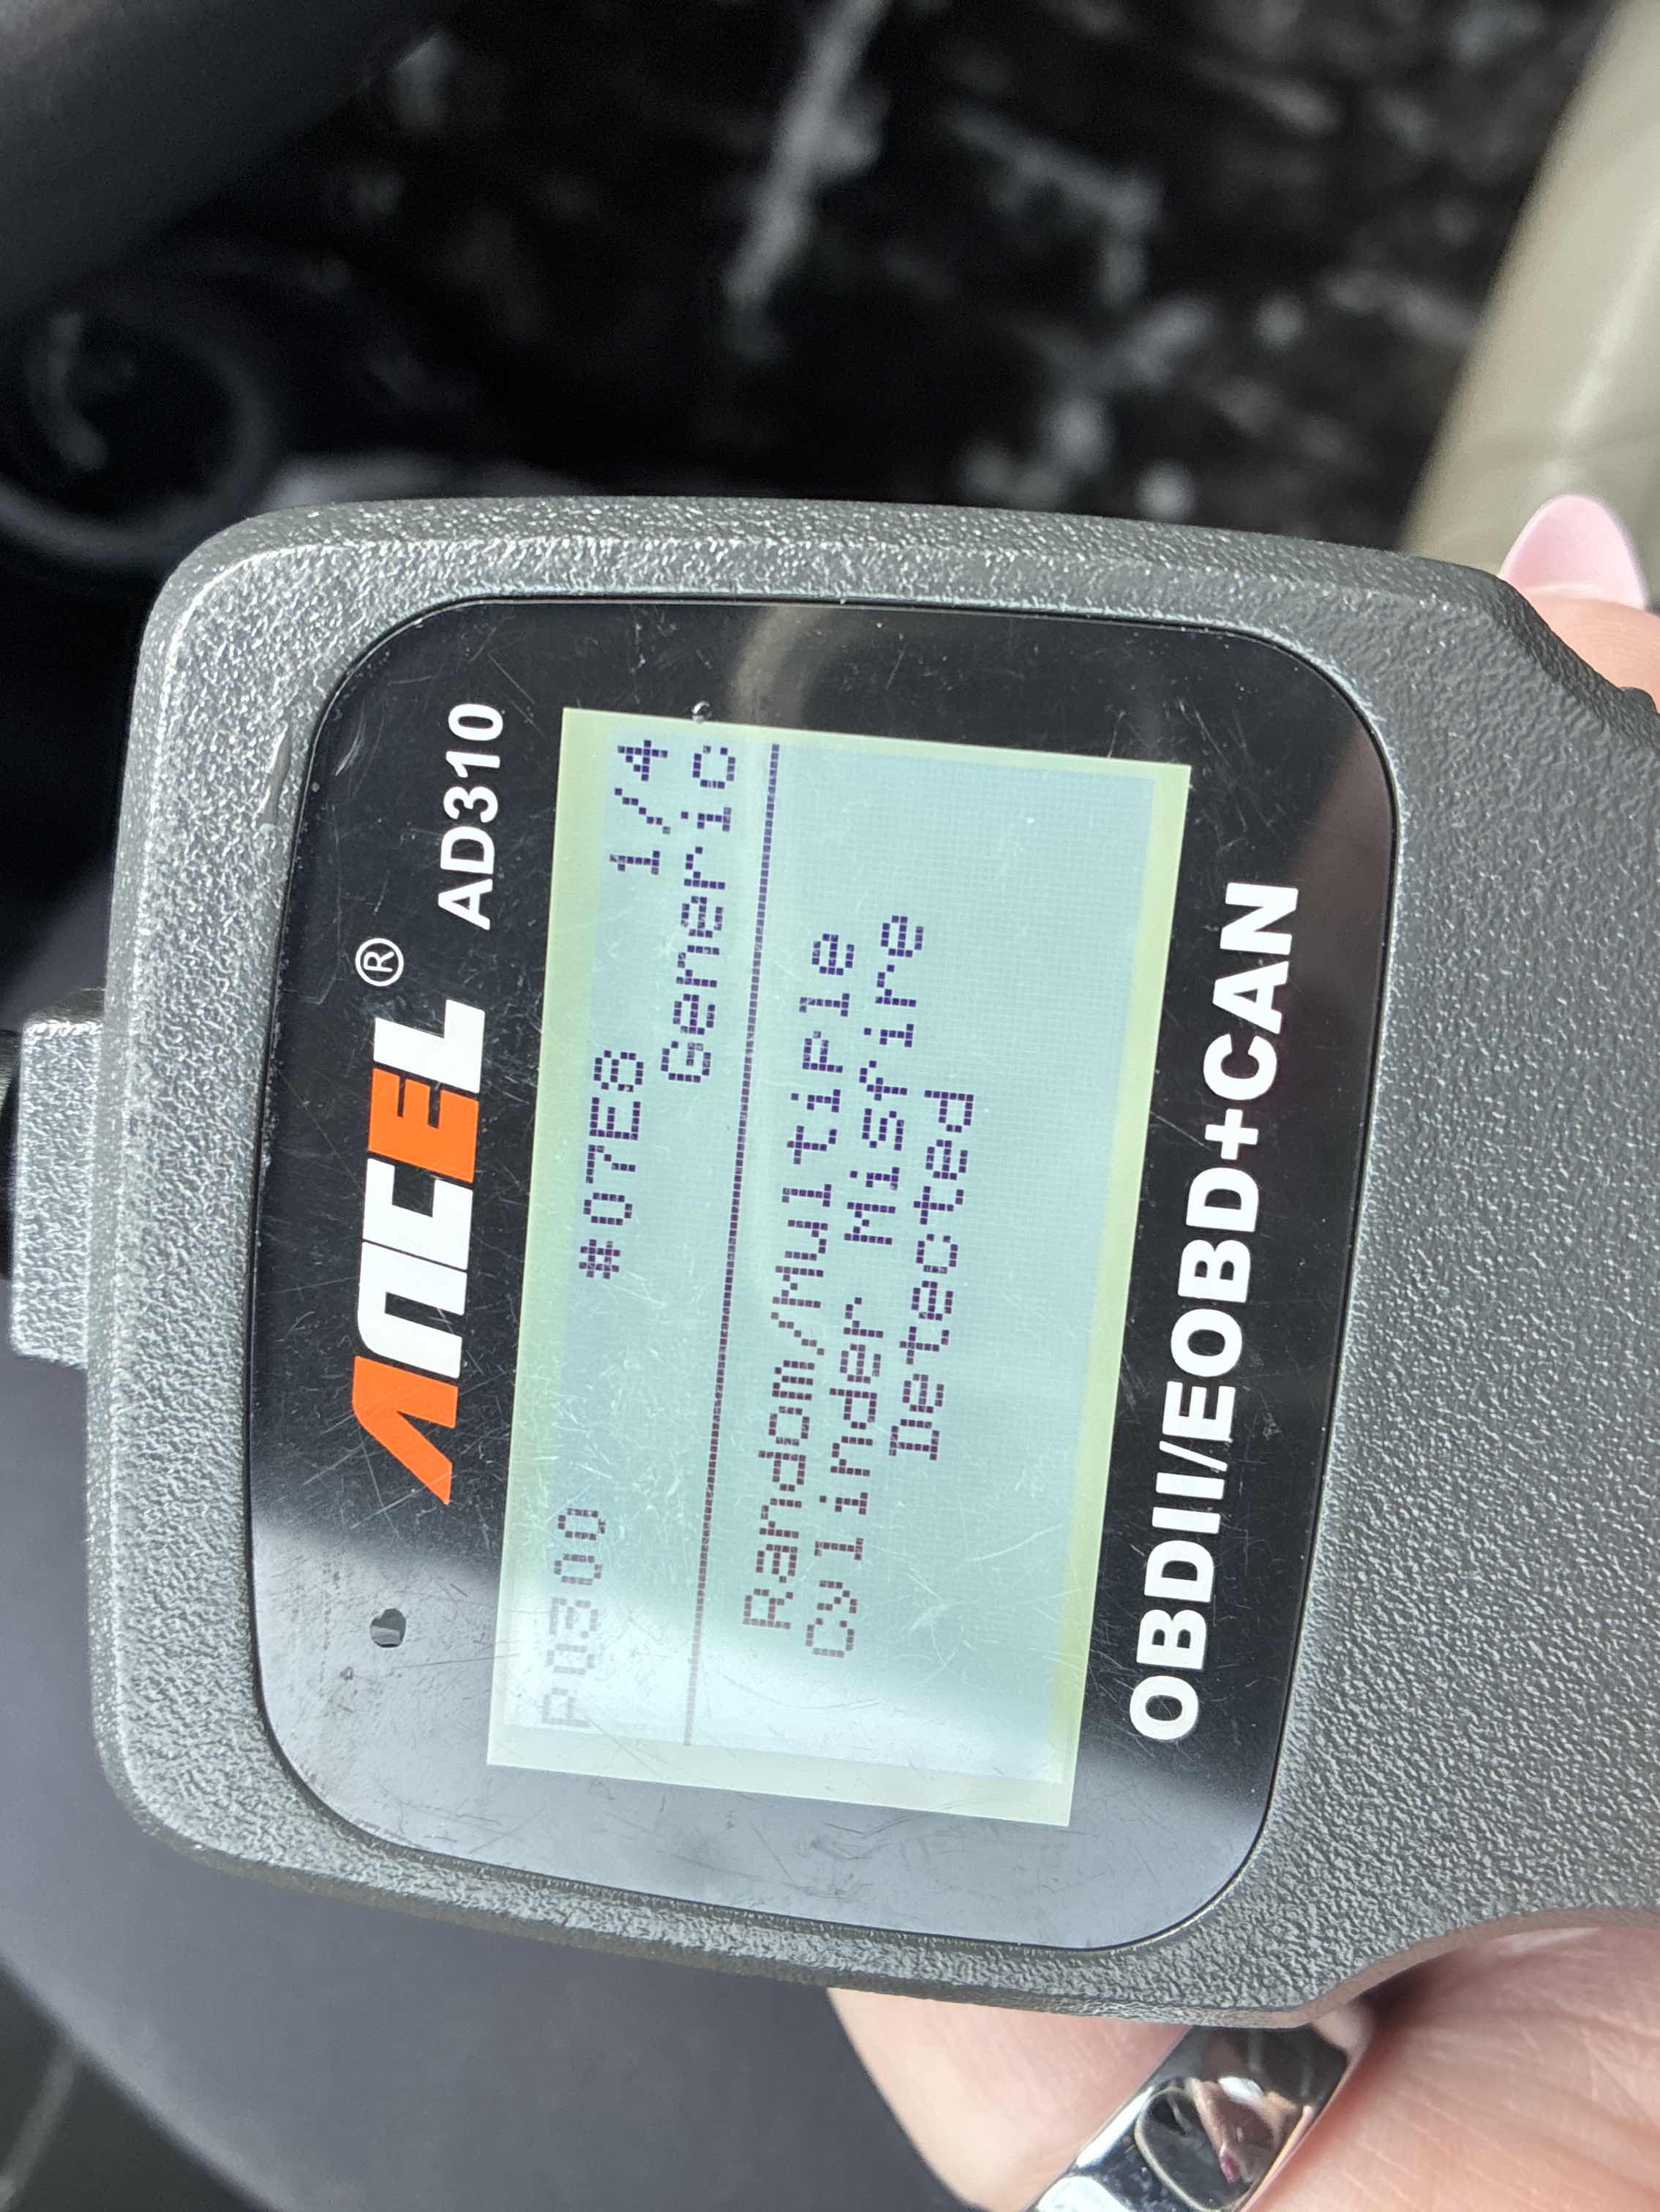 ANCEL® AD310
P0300 *07E8 1/4
Generic
Random/Multiple
Cylinder Misfire
Detected
OBDII/EOBD+CAN